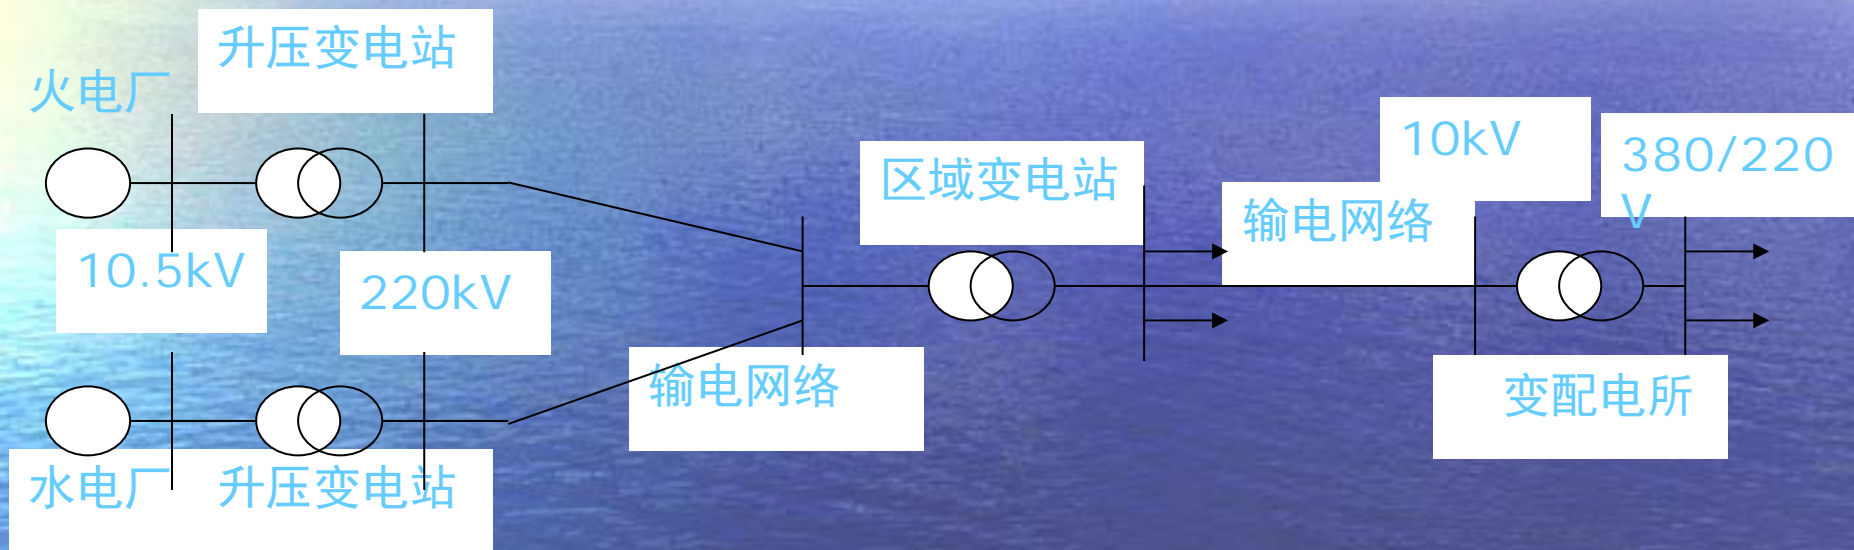 升压变电站
火电厂
10kV
380/220
V
区域变电站
输电网络
10.5kV
220kV
输电网络
变配电所
水电厂
升压变电站